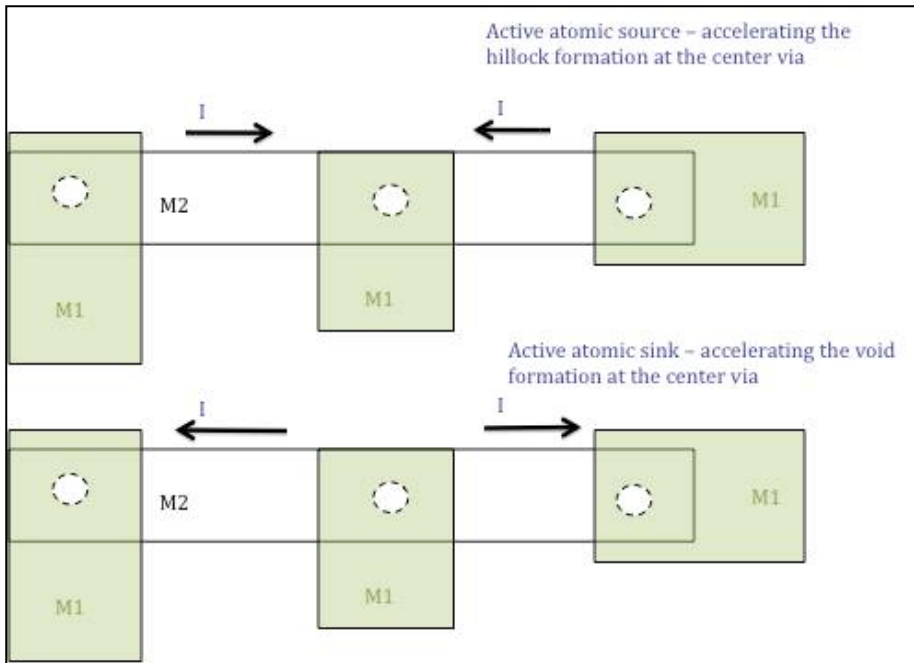 Active atomic source – accelerating the
hillock formation at the center via
I
I
M2
M1
M1
M1
Active atomic sink – accelerating the void
formation at the center via
I
I
M2
M1
M1
M1